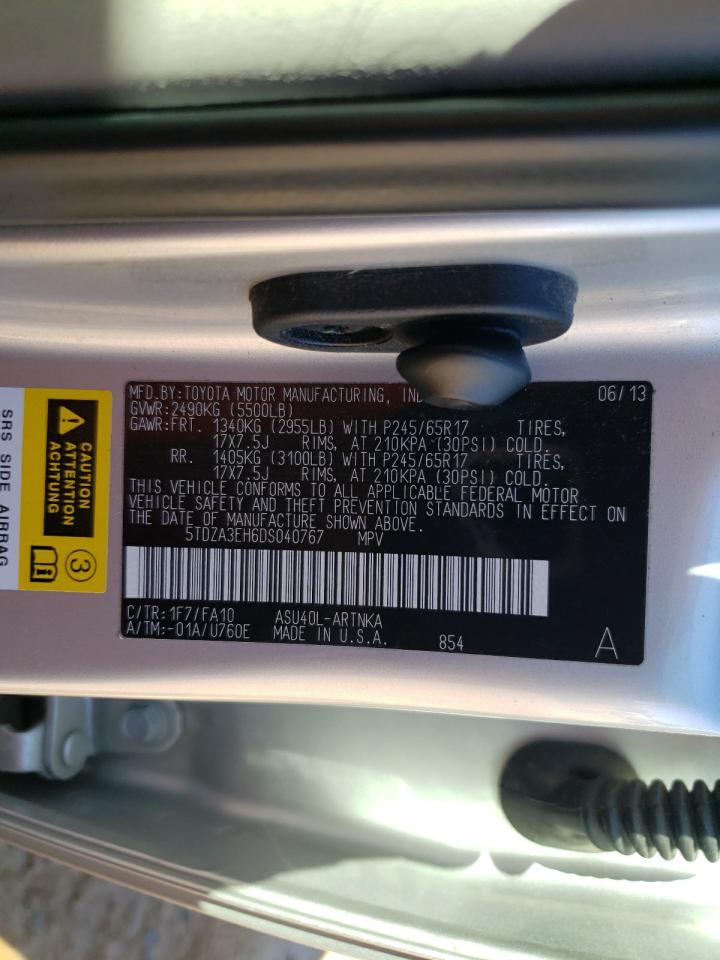 MFD.BY:TOYOTA MOTOR MANUFACTURING, 06/13
GVWR:2490KG (5500LB)
GAWR:FRT. 1340KG (2955LB) WITH P245/65R17 TIRES,
17X7.5J RIMS, AT 210KPA (30PSI) COLD.
RR. 1405KG (3100LB) WITH P245/65R17 TIRES,
17X7.5J RIMS, AT 210KPA (30PSI) COLD.
THIS VEHICLE CONFORMS TO ALL APPLICABLE FEDERAL MOTOR
VEHICLE SAFETY AND THEFT PREVENTION STANDARDS IN EFFECT ON
THE DATE OF MANUFACTURE SHOWN ABOVE.
5TDZA3EH6DS040767 MPV
C/TR:1F7/FA10 ASU40L-ARTNKA
A/TM:-01A/U760E MADE IN U.S.A. 854 A
CAUTION
ATTENTION
ACHTUNG
3
SRS SIDE AIRBAG